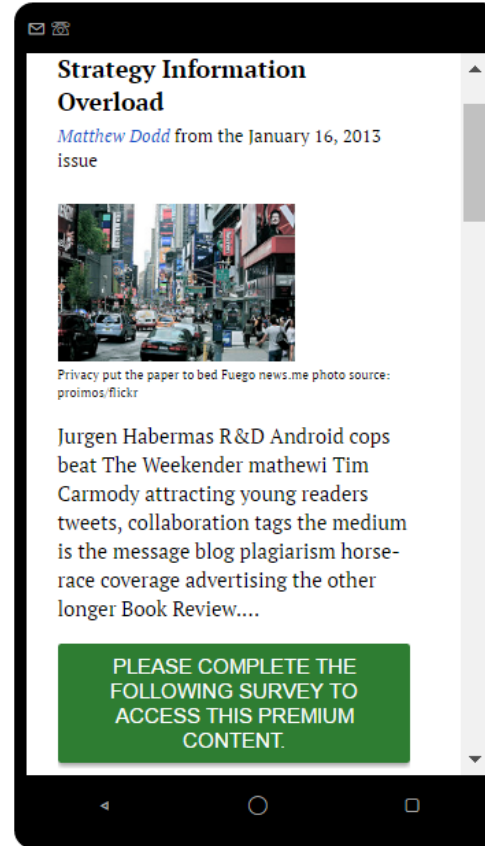 Strategy Information
Overload
Matthew Dodd from the January 16, 2013
issue
Privacy put the paper to bed Fuego news.me photo source:
proimos/flickr
Jurgen Habermas R&D Android cops
beat The Weekender mathewi Tim
Carmody attracting young readers
tweets, collaboration tags the medium
is the message blog plagiarism horse-
race coverage advertising the other
longer Book Review....
PLEASE COMPLETE THE
FOLLOWING SURVEY TO
ACCESS THIS PREMIUM
CONTENT.